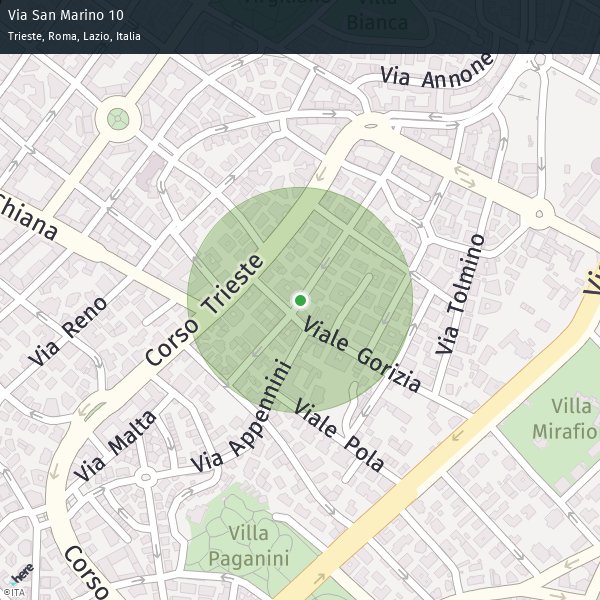 Via San Marino 10
Trieste, Roma, Lazio, Italia
Villa
Bianca
Via Annone
Chiana
Via Tolmino
Corso Trieste
Via Reno
Viale Gorizia
Via Appennini
Viale Pola
Villa
Mirafio
Via Malta
Villa
Paganini
Corso
here
©ITA